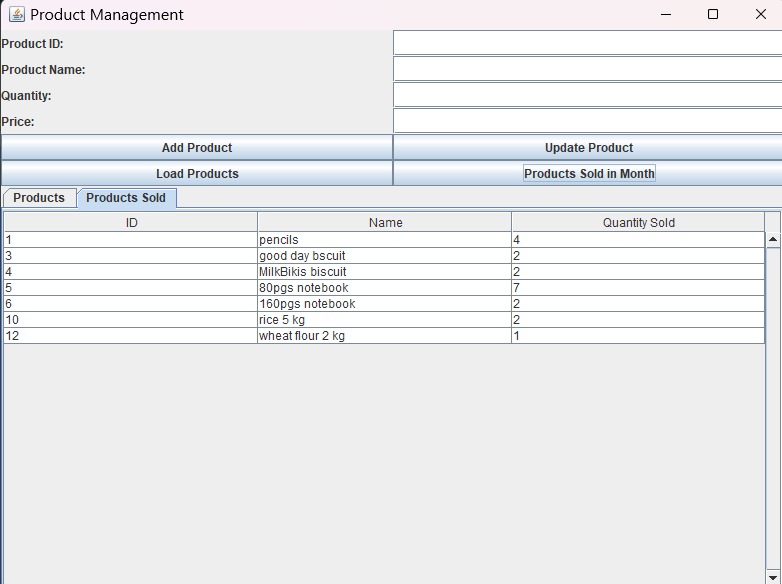 Product Management
Product ID:
Product Name:
Quantity:
Price:
Add Product Update Product
Load Products Products Sold in Month
Products Products Sold
ID Name Quantity Sold
1 pencils 4
3 good day bscuit 2
4 MilkBikis biscuit 2
5 80pgs notebook 7
6 160pgs notebook 2
10 rice 5 kg 2
12 wheat flour 2 kg 1